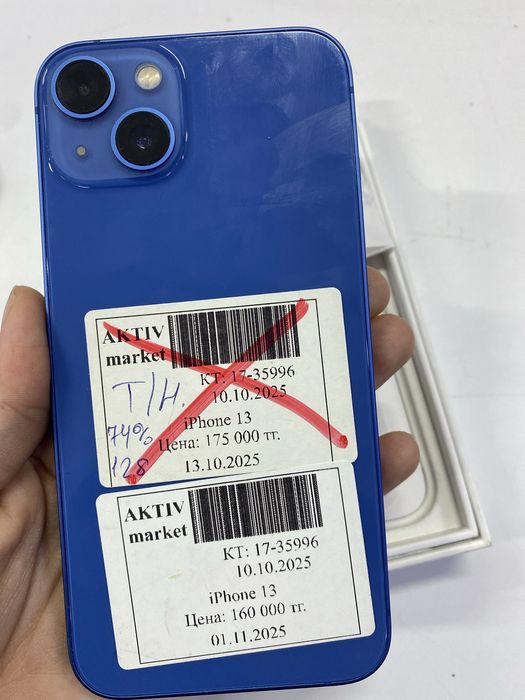 AKTIV
market
КТ: 17-35996
10.10.2025
Т/Н.
iPhone 13
74%
Цена: 175 000 тг.
128
13.10.2025
AKTIV
market
КТ: 17-35996
10.10.2025
iPhone 13
Цена: 160 000 тг.
01.11.2025